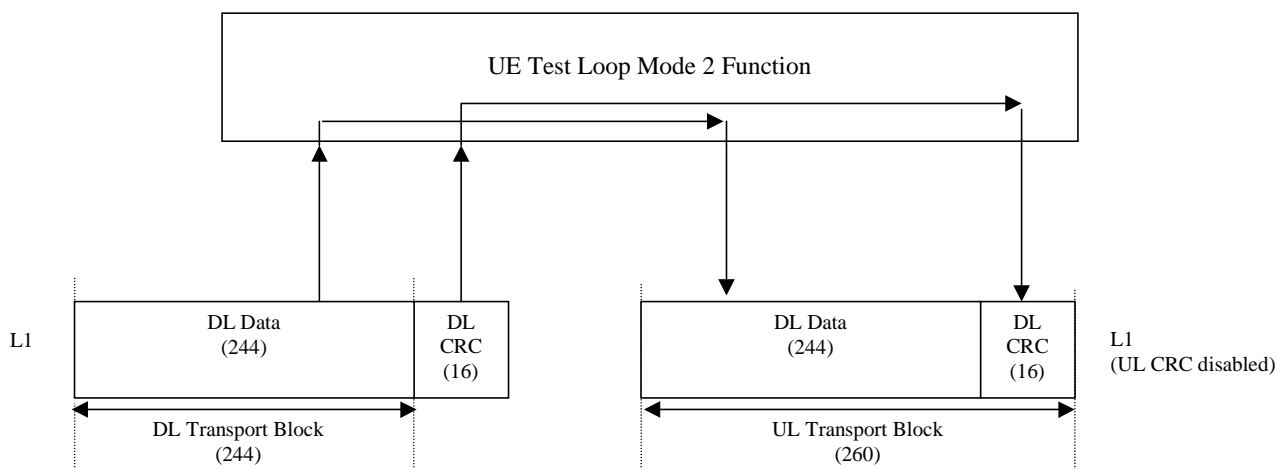 UE Test Loop Mode 2 Function
L1
DL Data
(244)
DL
CRC
(16)
DL Data
(244)
DL
CRC
(16)
L1
(UL CRC disabled)
DL Transport Block
(244)
UL Transport Block
(260)